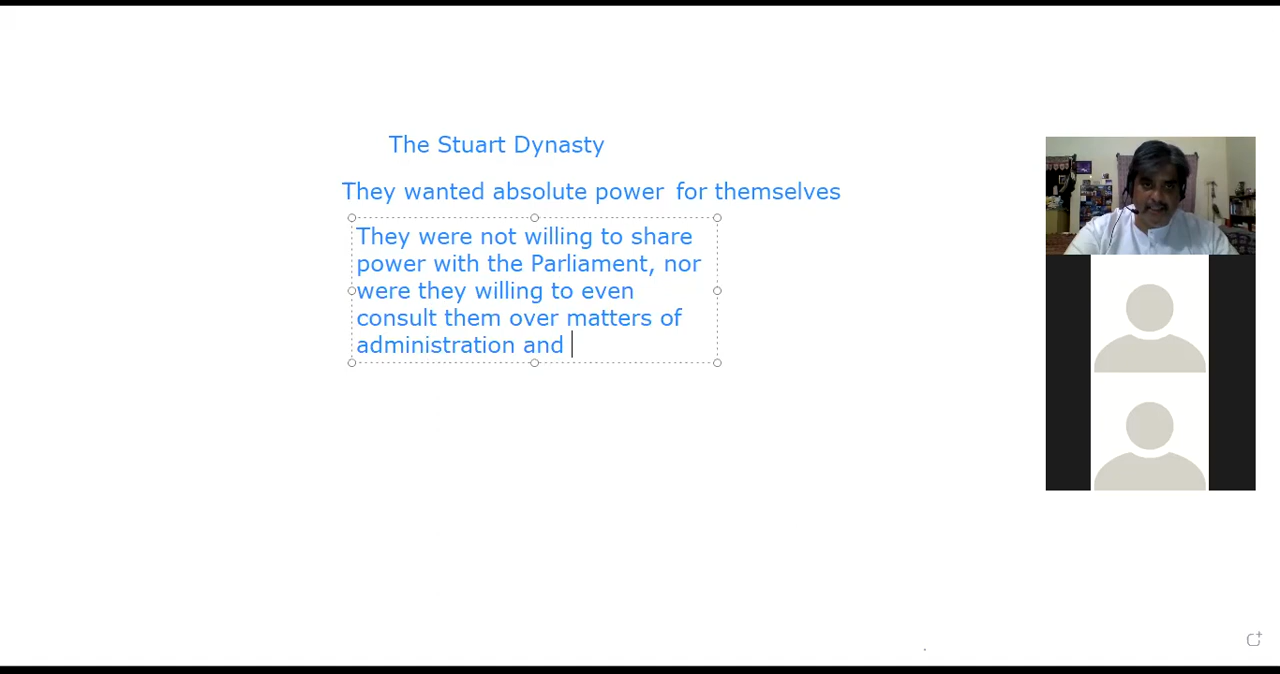 The Stuart Dynasty
They wanted absolute power for themselves
They were not willing to share
power with the Parliament, nor
were they willing to even
consult them over matters of
administration and